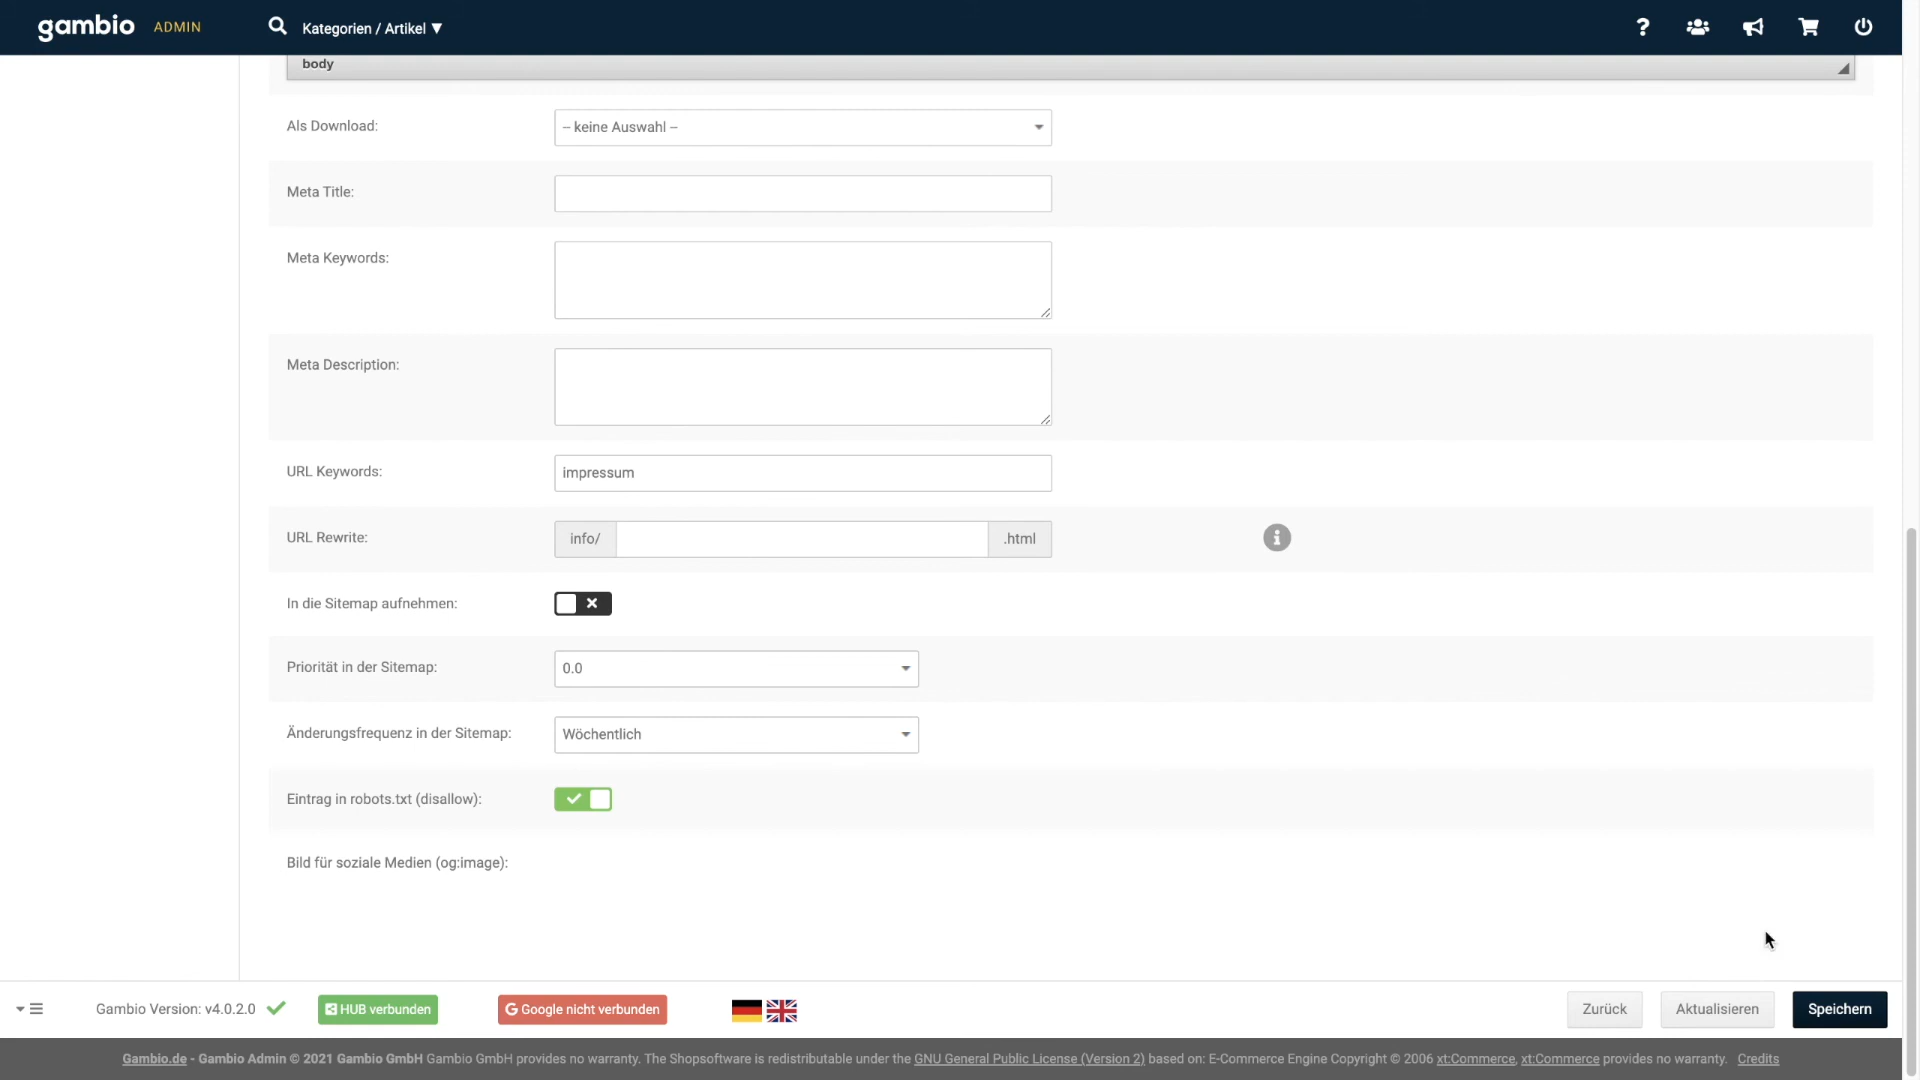 gambio ADMIN Kategorien / Artikel ▼ ?
body
Als Download: -- keine Auswahl --
Meta Title:
Meta Keywords:
Meta Description:
URL Keywords: impressum
URL Rewrite: info/ .html
In die Sitemap aufnehmen:
Priorität in der Sitemap: 0.0
Änderungsfrequenz in der Sitemap: Wöchentlich
Eintrag in robots.txt (disallow):
Bild für soziale Medien (og:image):
Gambio Version: v4.0.2.0 HUB verbunden G Google nicht verbunden Zurück Aktualisieren Speichern
Gambio.de - Gambio Admin © 2021 Gambio GmbH Gambio GmbH provides no warranty. The Shopsoftware is redistributable under the GNU General Public License (Version 2) based on: E-Commerce Engine Copyright © 2006 xt:Commerce, xt:Commerce provides no warranty. Credits